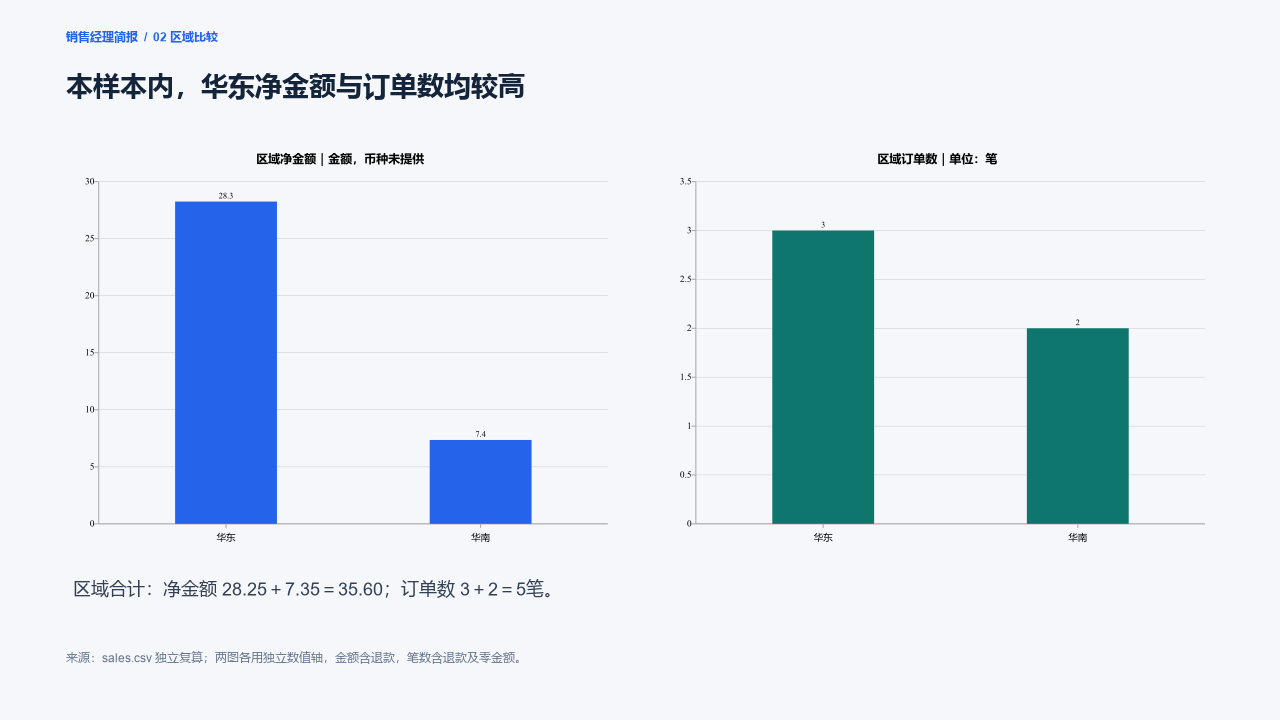 销售经理简报 / 02 区域比较
本样本内，华东净金额与订单数均较高
区域净金额｜金额，币种未提供
30
25
20
15
10
5
0
28.3
7.4
华东
华南
区域订单数｜单位：笔
3.5
3
2.5
2
1.5
1
0.5
0
3
2
华东
华南
区域合计：净金额 28.25 + 7.35 = 35.60；订单数 3 + 2 = 5笔。
来源：sales.csv 独立复算；两图各用独立数值轴，金额含退款，笔数含退款及零金额。